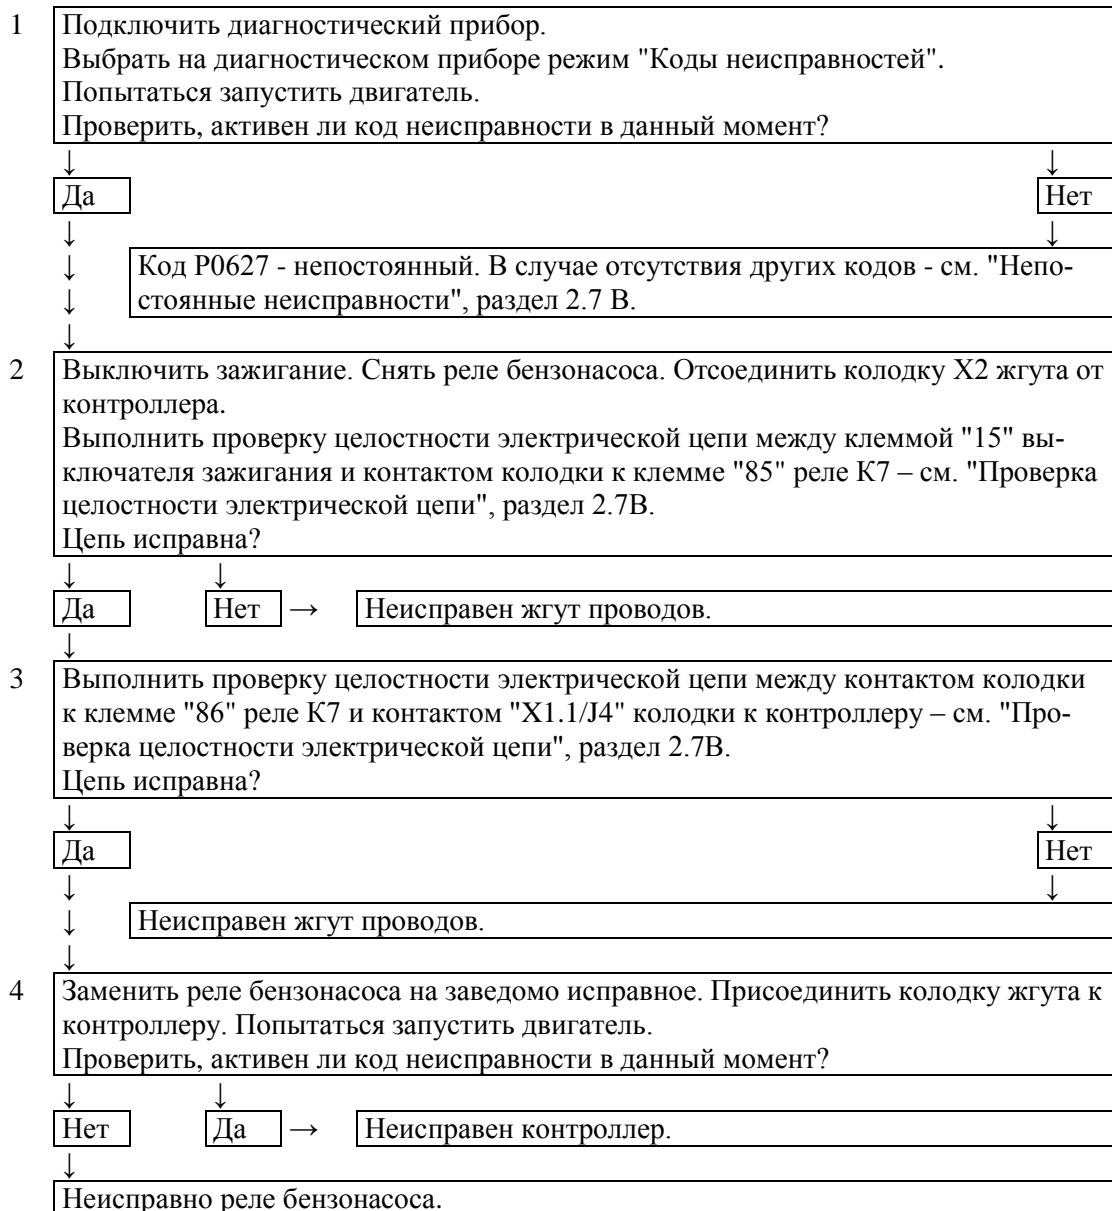 1 Подключить диагностический прибор.
Выбрать на диагностическом приборе режим "Коды неисправностей".
Попытаться запустить двигатель.
Проверить, активен ли код неисправности в данный момент?
↓ ↓
Да Нет
↓ ↓
↓ Код Р0627 - непостоянный. В случае отсутствия других кодов - см. "Непо-
↓ стоянные неисправности", раздел 2.7 В.
↓
2 Выключить зажигание. Снять реле бензонасоса. Отсоединить колодку Х2 жгута от
контроллера.
Выполнить проверку целостности электрической цепи между клеммой "15" вы-
ключателя зажигания и контактом колодки к клемме "85" реле К7 – см. "Проверка
целостности электрической цепи", раздел 2.7В.
Цепь исправна?
↓ ↓
Да Нет → Неисправен жгут проводов.
↓
3 Выполнить проверку целостности электрической цепи между контактом колодки
к клемме "86" реле К7 и контактом "Х1.1/J4" колодки к контроллеру – см. "Про-
верка целостности электрической цепи", раздел 2.7В.
Цепь исправна?
↓ ↓
Да Нет
↓ ↓
↓ Неисправен жгут проводов.
↓
4 Заменить реле бензонасоса на заведомо исправное. Присоединить колодку жгута к
контроллеру. Попытаться запустить двигатель.
Проверить, активен ли код неисправности в данный момент?
↓ ↓
Нет Да → Неисправен контроллер.
↓
Неисправно реле бензонасоса.